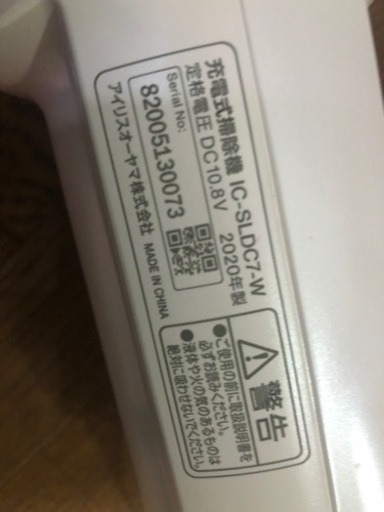 充電式掃除機 IC-SLDC7-W
定格電圧 DC10.8V 2020年製
Serial No:
82005130073
アイリスオーヤマ株式会社 MADE IN CHINA
警告
●ご使用の前に取扱説明書を
必ずお読みください。
●液体や火の気のあるものは
絶対に吸わせないでください。